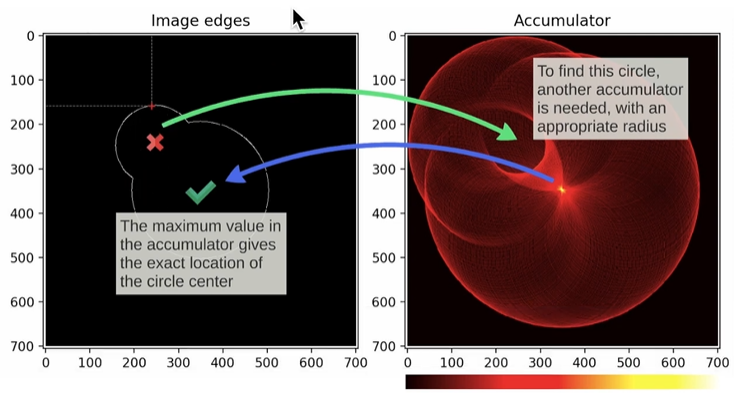 Image edges
Accumulator
0
100
200
300
400
500
600
700
0 100 200 300 400 500 600 700
The maximum value in
the accumulator gives
the exact location of
the circle center
0
100
200
300
400
500
600
700
0 100 200 300 400 500 600 700
To find this circle,
another accumulator
is needed, with an
appropriate radius